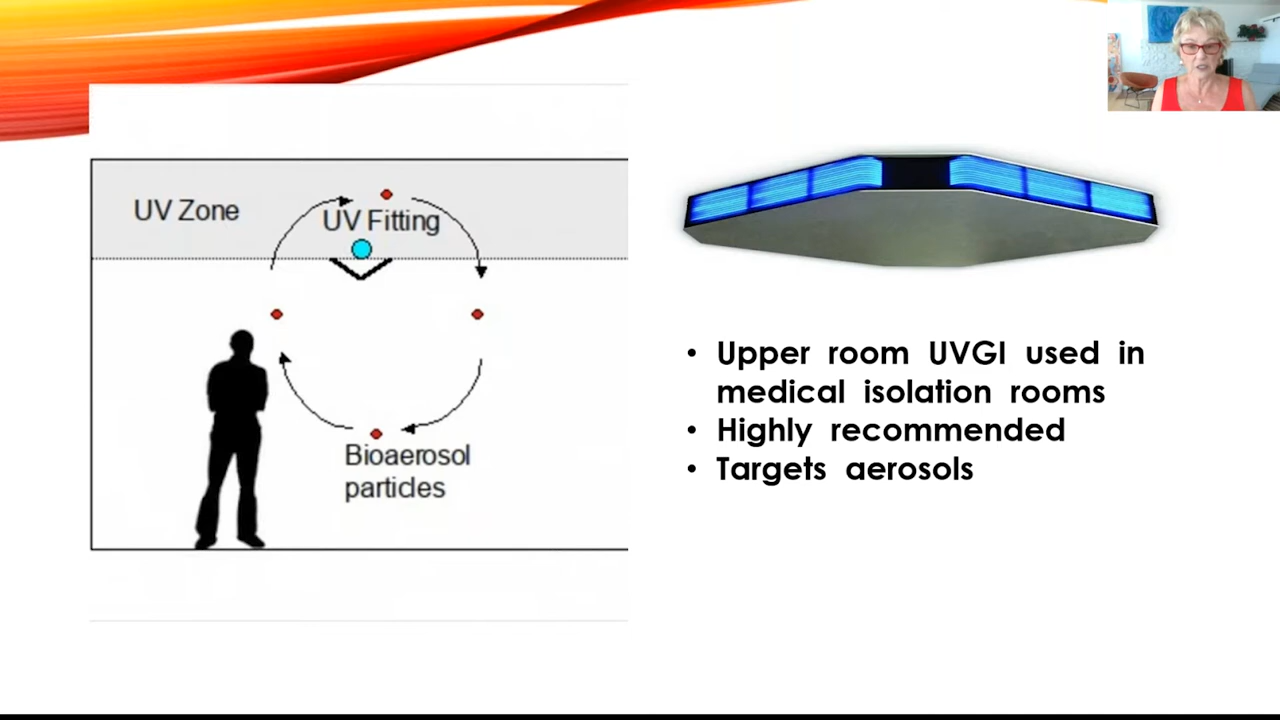 UV Zone
UV Fitting
Bioaerosol
particles
• Upper room UVGI used in
medical isolation rooms
• Highly recommended
• Targets aerosols